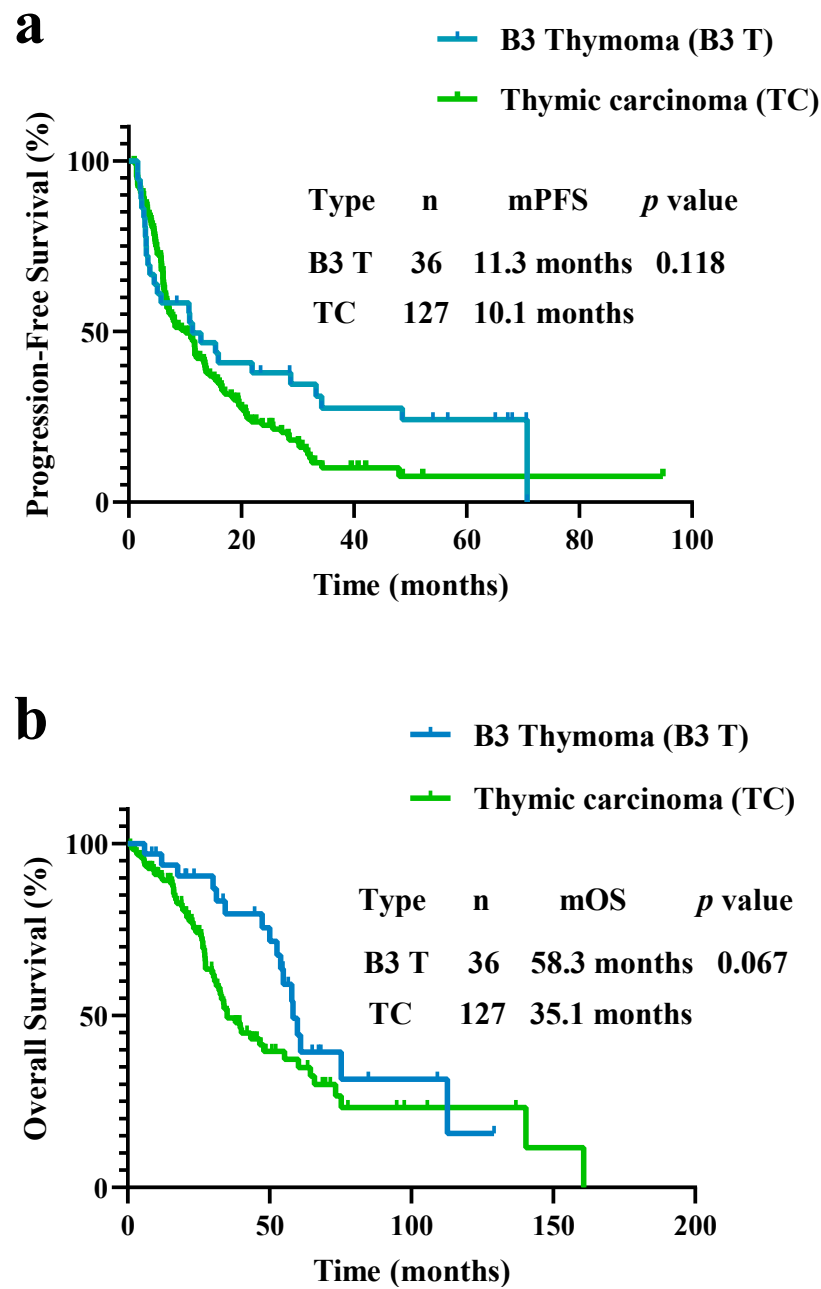 a
B3 Thymoma (B3 T)
Thymic carcinoma (TC)
Progression-Free Survival (%)
100
50
0
Type n mPFS p value
B3 T 36 11.3 months 0.118
TC 127 10.1 months
0 20 40 60 80 100
Time (months)
b
B3 Thymoma (B3 T)
Thymic carcinoma (TC)
Overall Survival (%)
100
50
0
Type n mOS p value
B3 T 36 58.3 months 0.067
TC 127 35.1 months
0 50 100 150 200
Time (months)